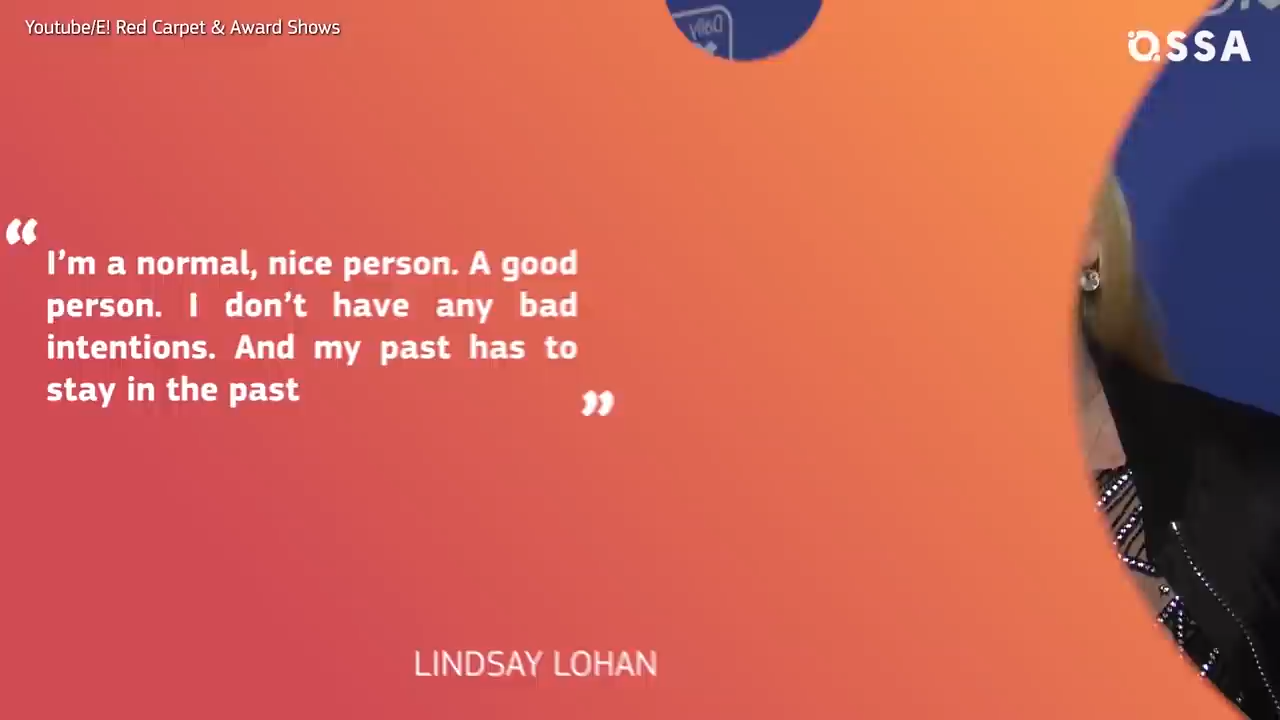 Youtube/E! Red Carpet & Award Shows
OSSA
“
I’m a normal, nice person. A good
person. I don’t have any bad
intentions. And my past has to
stay in the past
”
LINDSAY LOHAN